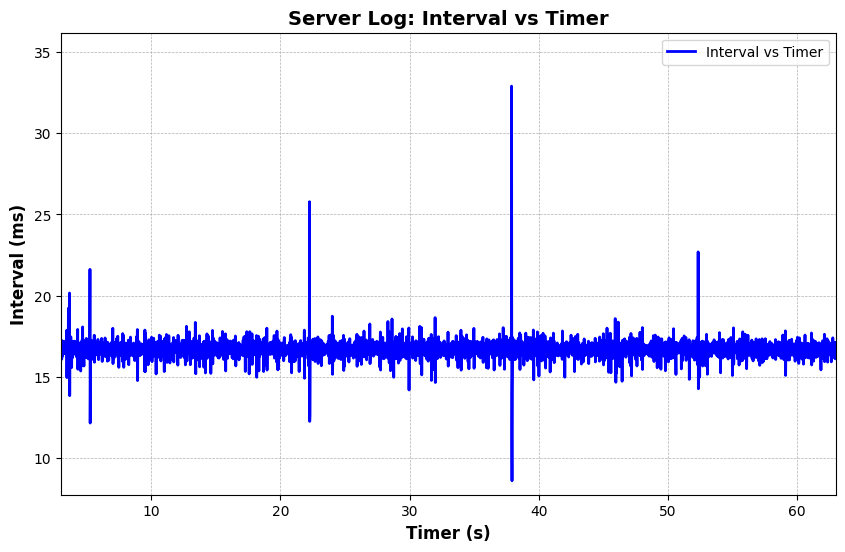 Server Log: Interval vs Timer
Interval vs Timer
35
30
25
20
15
10
Interval (ms)
10 20 30 40 50 60
Timer (s)